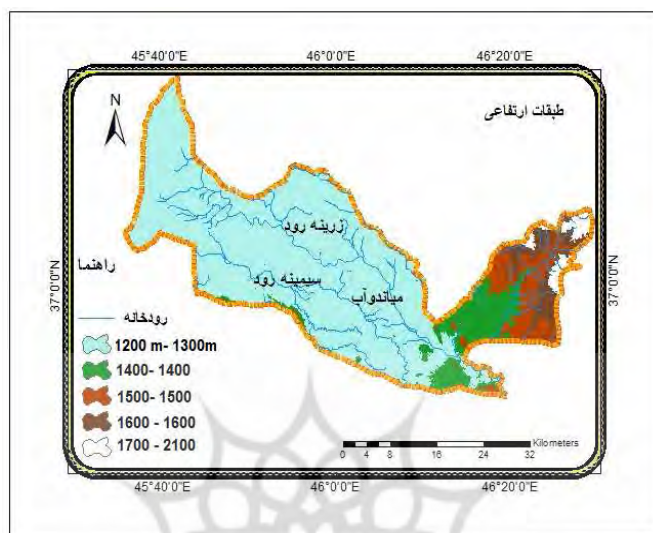 45°40'0"E 46°0'0"E 46°20'0"E
N
طبقات ارتفاعی
زرینه رود
سیمینه رود
میاندوآب
37°0'0"N
37°0'0"N
راهنما
رودخانه
1200 m- 1300m
1400- 1400
1500- 1500
1600 - 1600
1700 - 2100
Kilometers
0 2 4 8 16 24 32
45°40'0"E 46°0'0"E 46°20'0"E